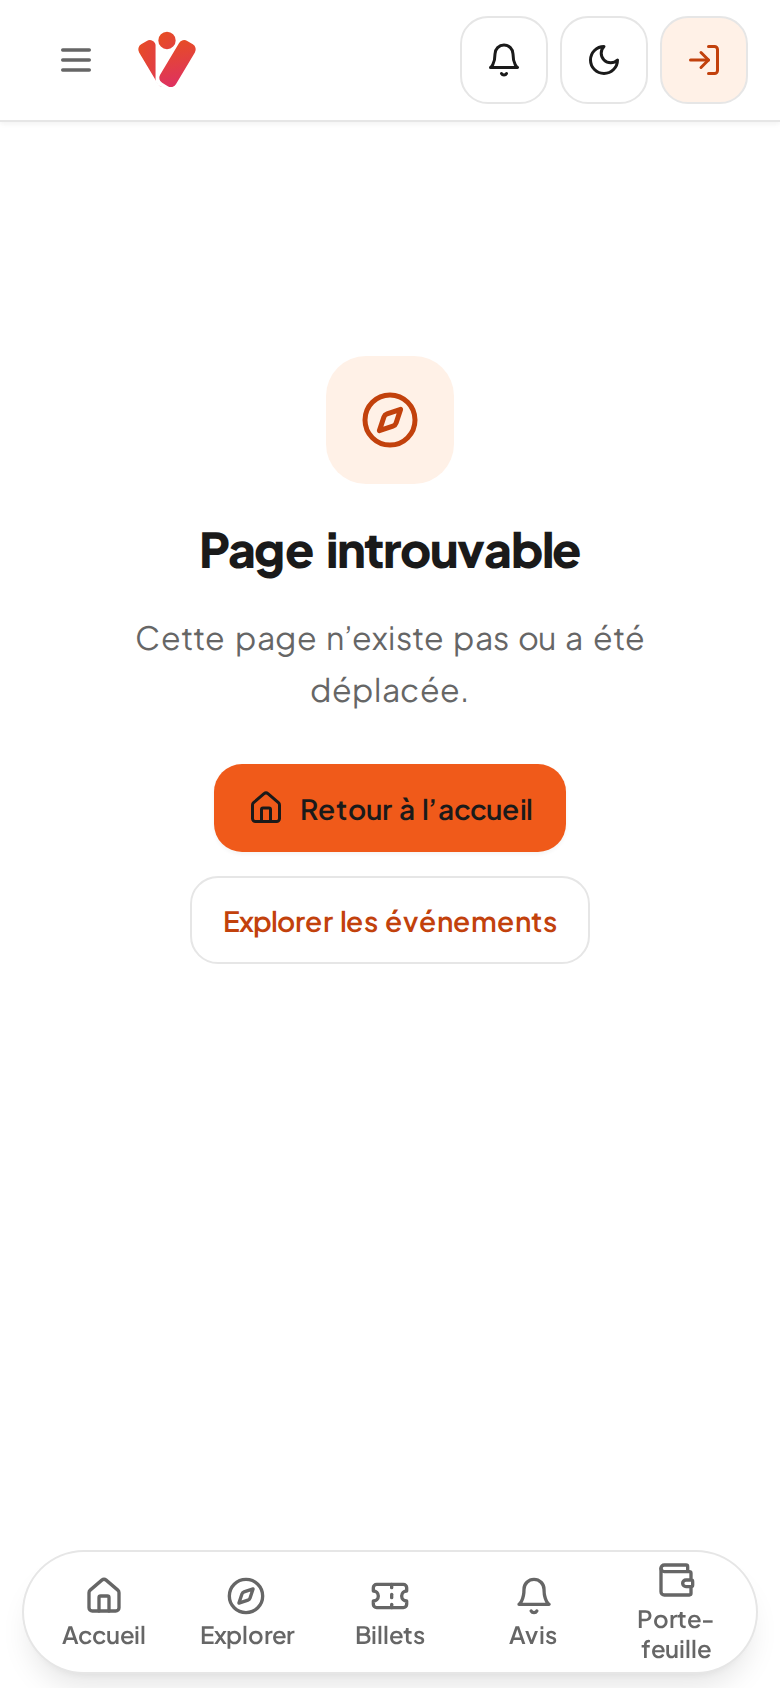 Page introuvable
Cette page n’existe pas ou a été
déplacée.
Retour à l’accueil
Explorer les événements
Accueil
Explorer
Billets
Avis
Porte-
feuille